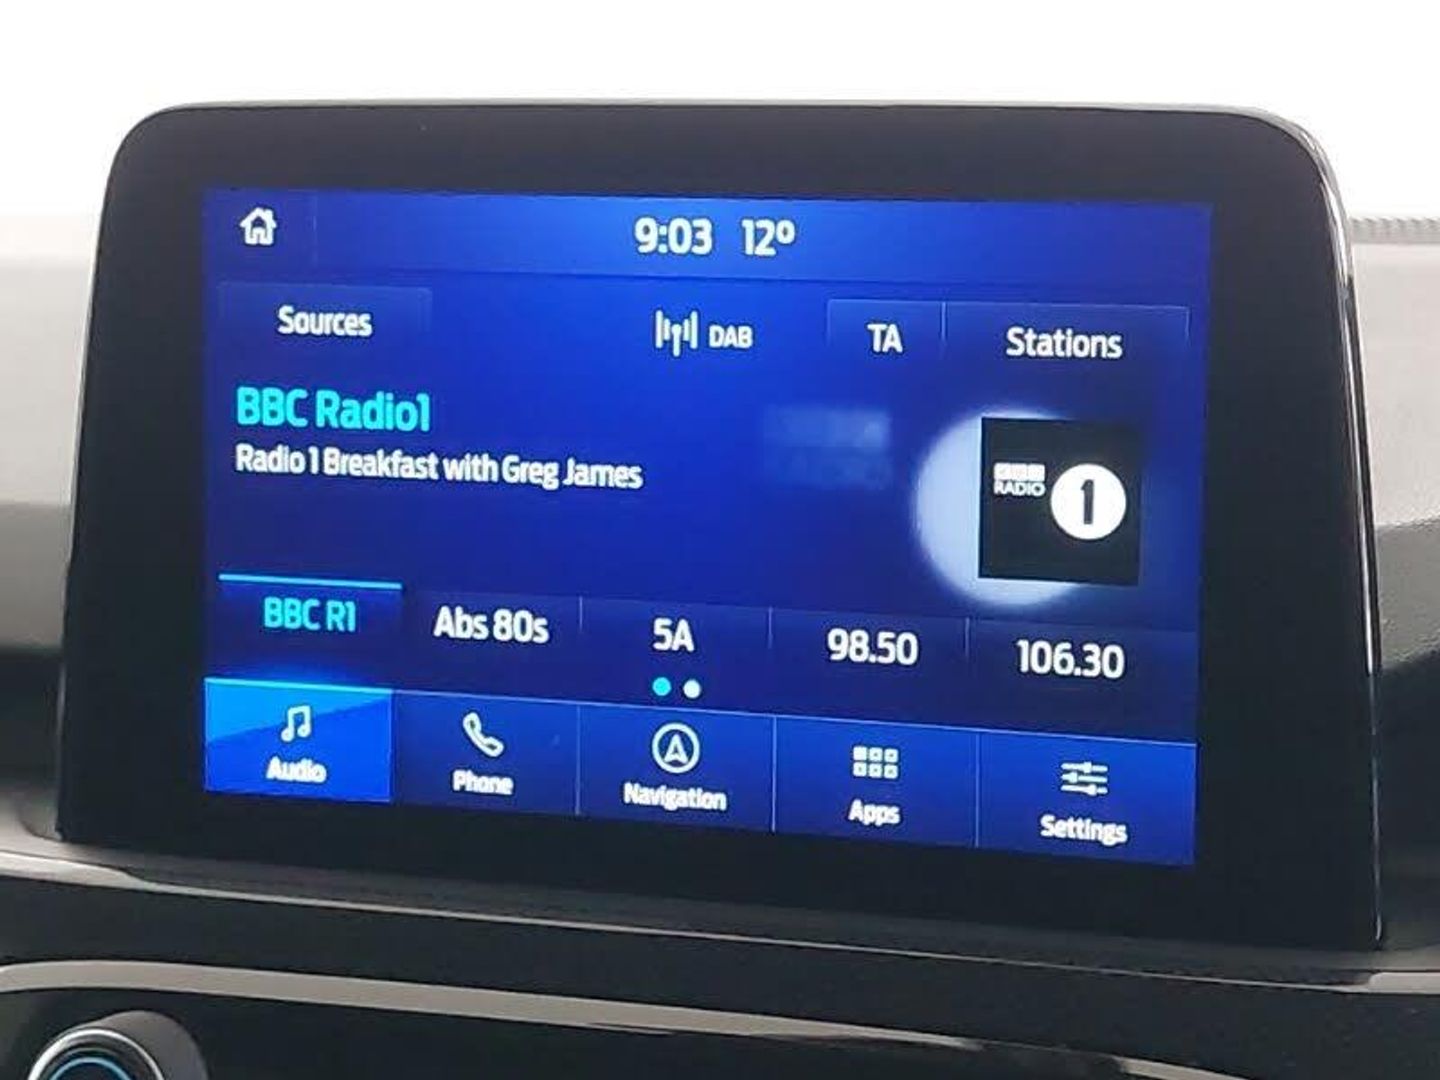 9:03 12º
Sources
DAB
TA
Stations
BBC Radio1
Radio 1 Breakfast with Greg James
BBC
RADIO
1
BBC R1
Abs 80s
5A
98.50
106.30
Audio
Phone
Navigation
Apps
Settings